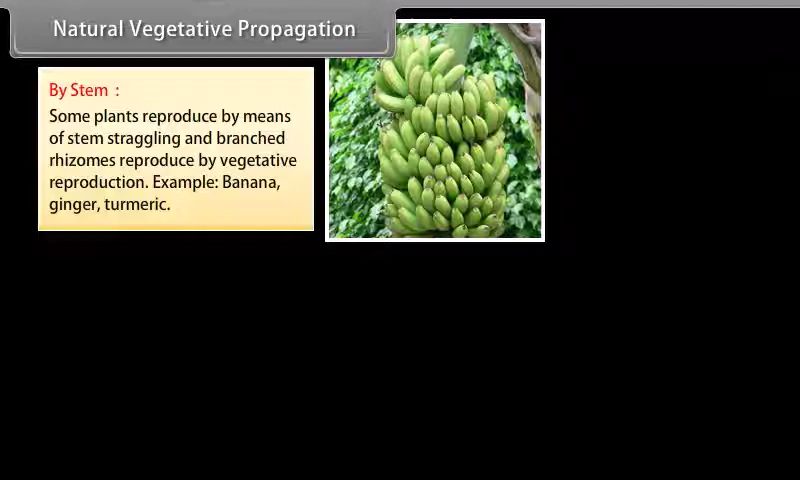 Natural Vegetative Propagation
By Stem :
Some plants reproduce by means
of stem straggling and branched
rhizomes reproduce by vegetative
reproduction. Example: Banana,
ginger, turmeric.